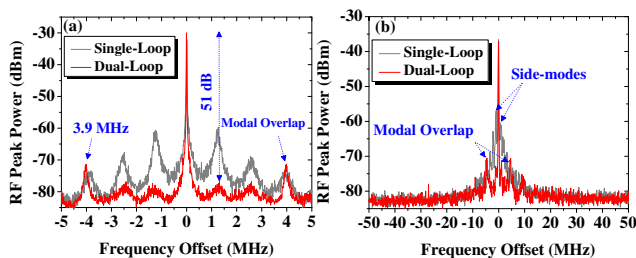 (a)
Single-Loop
Dual-Loop
3.9 MHz
51 dB
Modal Overlap
RF Peak Power (dBm)
-30
-40
-50
-60
-70
-80
-5 -4 -3 -2 -1 0 1 2 3 4 5
Frequency Offset (MHz)
(b)
Single-Loop
Dual-Loop
Side-modes
Modal Overlap
RF Peak Power (dBm)
-30
-40
-50
-60
-70
-80
-50 -40 -30 -20 -10 0 10 20 30 40 50
Frequency Offset (MHz)